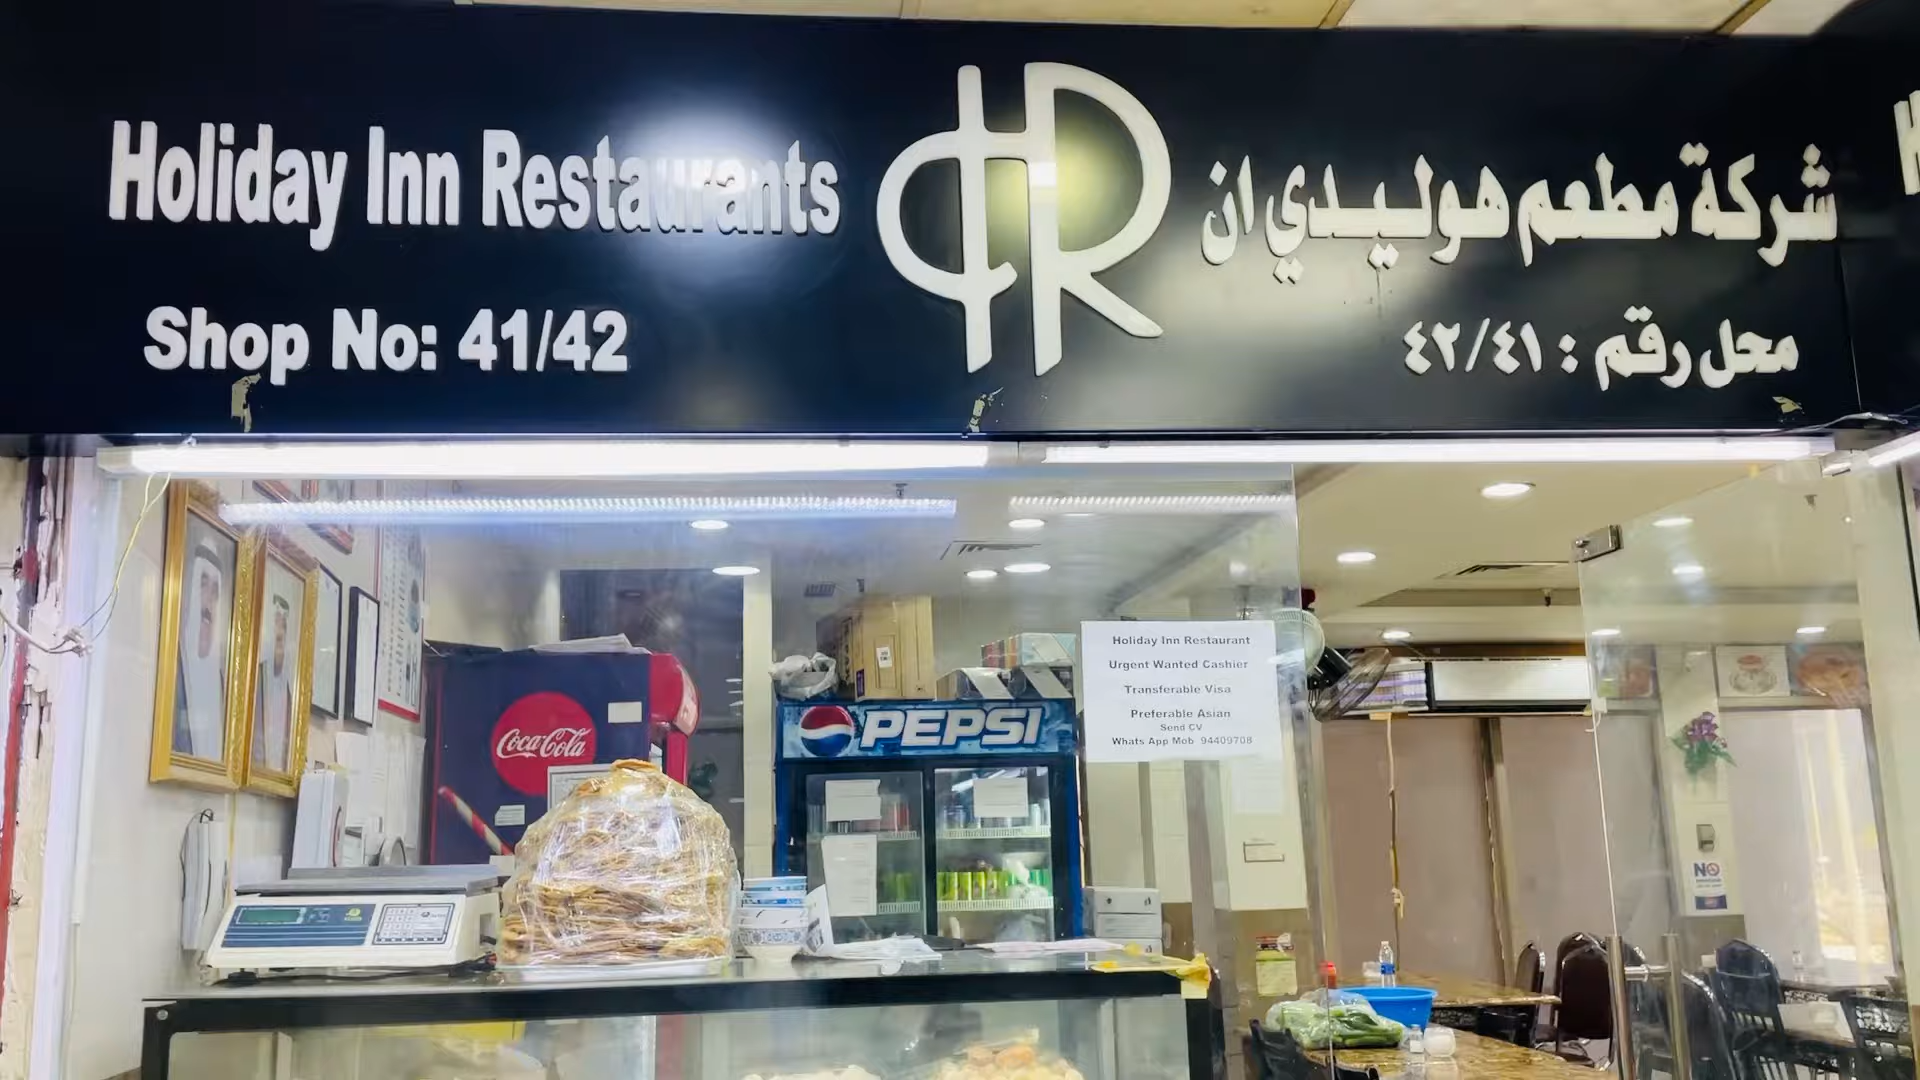 Holiday Inn Restaurants
Shop No: 41/42
HR
شركة مطعم هوليدي ان
محل رقم : ٤٢/٤١
Coca-Cola
PEPSI
Holiday Inn Restaurant
Urgent Wanted Cashier
Transferable Visa
Preferable Asian
Send CV
Whats App Mob 94409708
NO